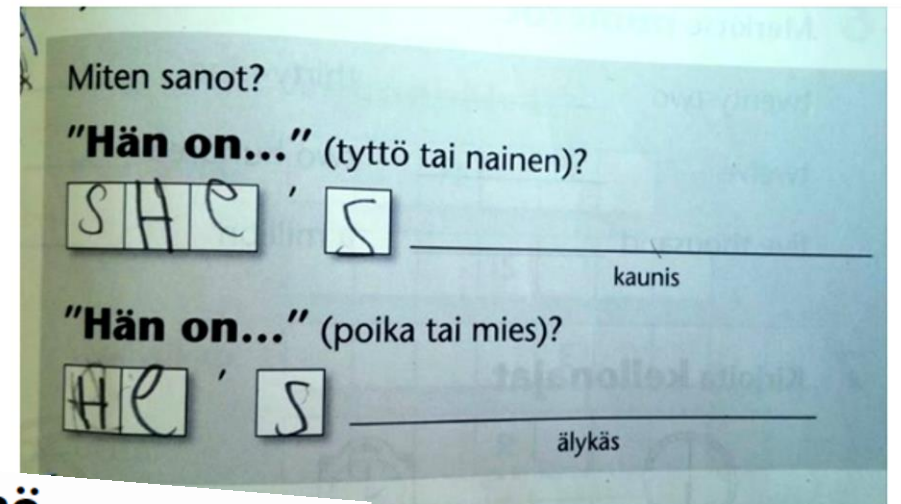 Miten sanot?
"Hän on..." (tyttö tai nainen)?
SHe ' S
kaunis
"Hän on..." (poika tai mies)?
He ' S
älykäs